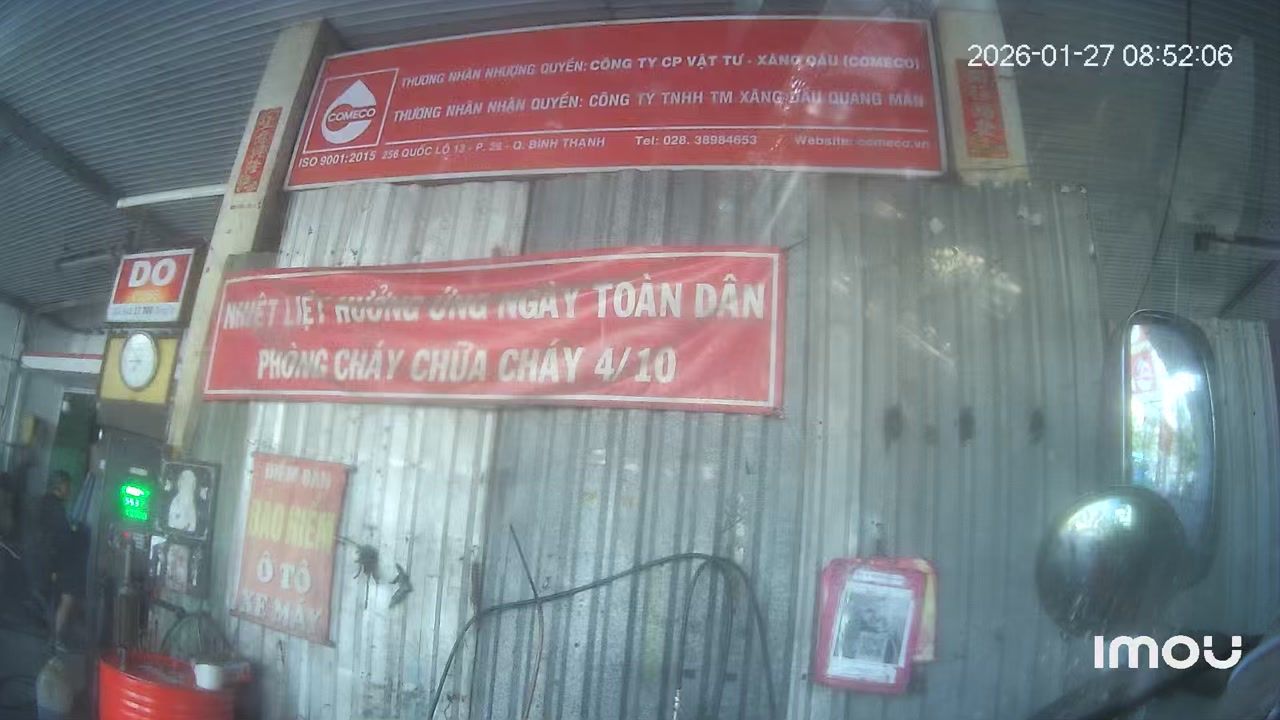 2026-01-27 08:52:06
THƯƠNG NHÂN NHƯỢNG QUYỀN: CÔNG TY CP VẬT TƯ - XĂNG DẦU (COMECO)
THƯƠNG NHÂN NHẬN QUYỀN: CÔNG TY TNHH TM XĂNG DẦU QUANG MÃN
COMECO
ISO 9001:2015
256 QUỐC LỘ 13 - P. 26 - Q. BÌNH THẠNH Tel: 028. 38984653 Website: comeco.vn
DO
NHIỆT LIỆT HƯỞNG ỨNG NGÀY TOÀN DÂN
PHÒNG CHÁY CHỮA CHÁY 4/10
BẢO HIỂM
Ô TÔ
XE MÁY
imou